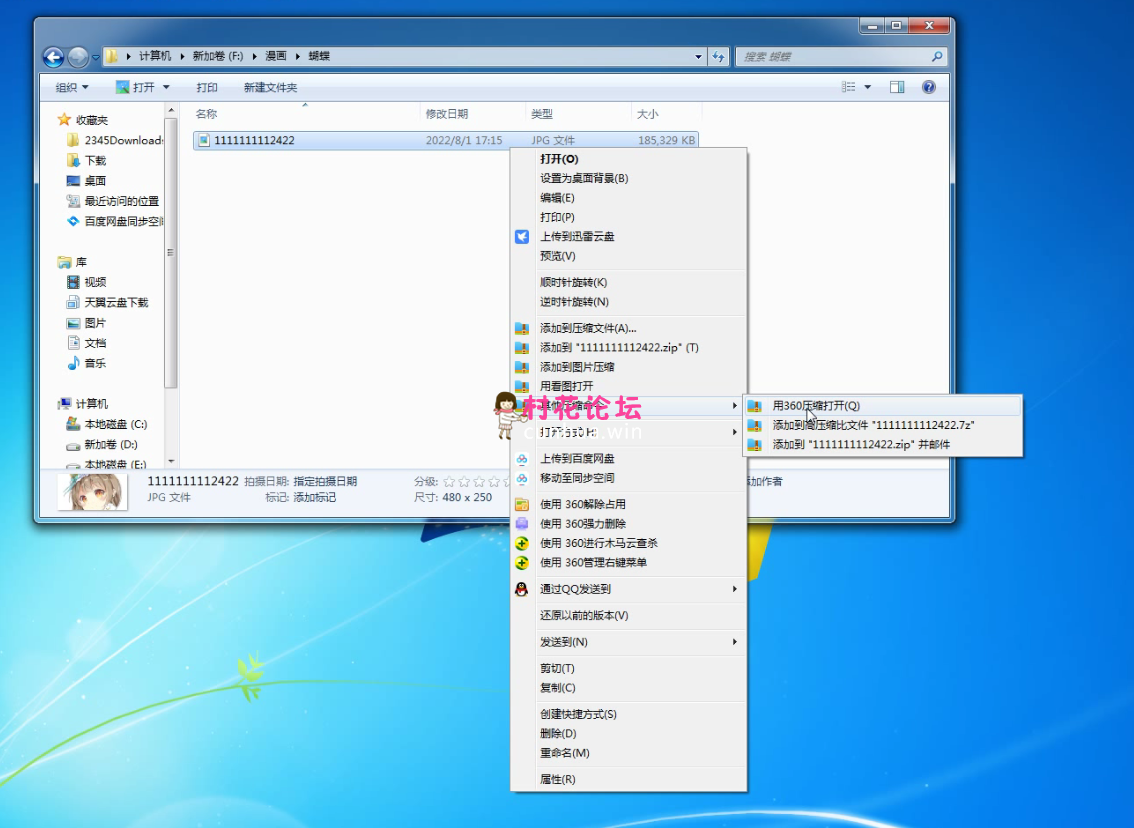 计算机 新加卷 (F:) 漫画 蝴蝶
搜索 蝴蝶
组织 打开 打印 新建文件夹
收藏夹
2345Downloads
下载
桌面
最近访问的位置
百度网盘同步空间
库
视频
天翼云盘下载
图片
文档
音乐
计算机
本地磁盘 (C:)
新加卷 (D:)
本地磁盘 (E:)
名称 修改日期 类型 大小
1111111112422 2022/8/1 17:15 JPG 文件 185,329 KB
打开(O)
设置为桌面背景(B)
编辑(E)
打印(P)
上传到迅雷云盘
预览(V)
顺时针旋转(K)
逆时针旋转(N)
添加到压缩文件(A)...
添加到 "1111111112422.zip" (T)
添加到图片压缩
用看图打开
其他压缩命令
上传到百度网盘
移动至同步空间
使用 360解除占用
使用 360强力删除
使用 360进行木马云查杀
使用 360管理右键菜单
通过QQ发送到
还原以前的版本(V)
发送到(N)
剪切(T)
复制(C)
创建快捷方式(S)
删除(D)
重命名(M)
属性(R)
用360压缩打开(Q)
添加到高压缩比文件 "1111111112422.7z"
添加到 "1111111112422.zip" 并邮件
村花论坛
1111111112422 拍摄日期: 指定拍摄日期 分级:
JPG 文件 标记: 添加标记 尺寸: 480 x 250
加作者